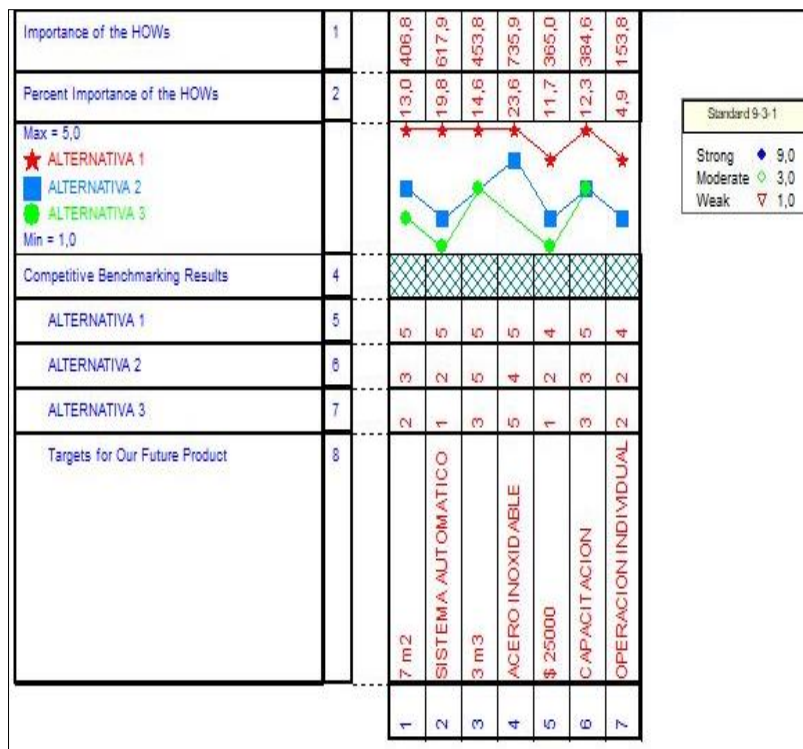 Importance of the HOWs 1 406,8 617,9 453,8 735,9 365,0 384,6 153,8
Percent Importance of the HOWs 2 13,0 19,8 14,6 23,6 11,7 12,3 4,9
Max = 5,0
ALTERNATIVA 1
ALTERNATIVA 2
ALTERNATIVA 3
Min = 1,0
Competitive Benchmarking Results 4
ALTERNATIVA 1 5 5 5 5 5 4 5 4
ALTERNATIVA 2 6 3 2 5 4 2 3 2
ALTERNATIVA 3 7 2 1 3 5 1 3 2
Targets for Our Future Product 8
7 m2
SISTEMA AUTOMATICO
3 m3
ACERO INOXIDABLE
$ 25000
CAPACITACION
OPERACION INDIVIDUAL
1 2 3 4 5 6 7
Standard 9-3-1
Strong 9,0
Moderate 3,0
Weak 1,0